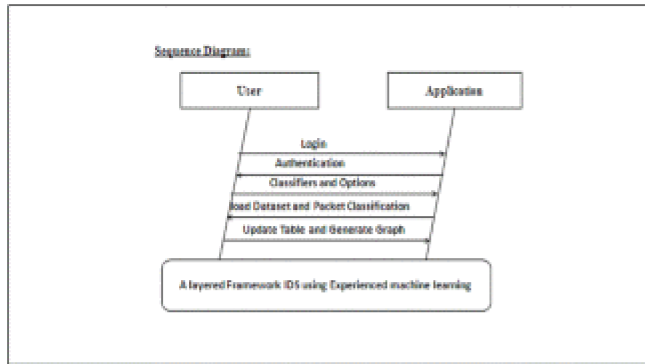 Sequence Diagram:
User
Application
Login
Authentication
Classifiers and Options
load Dataset and Packet Classification
Update Table and Generate Graph
A layered Framework IDS using Experienced machine learning